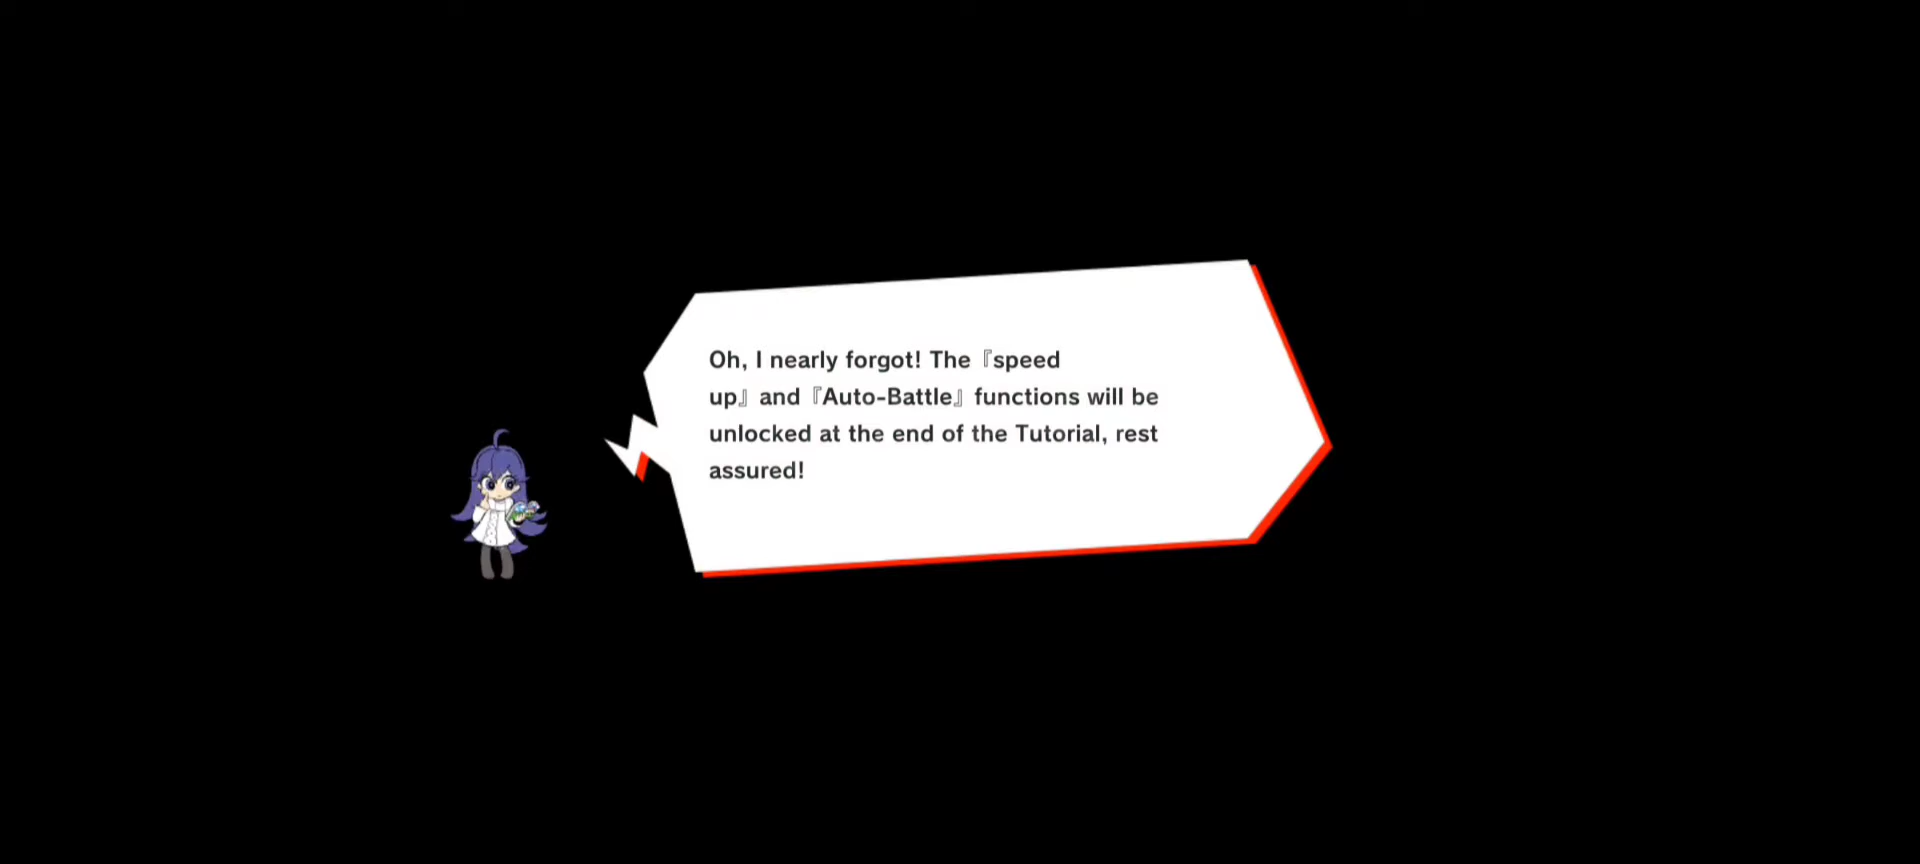 Oh, I nearly forgot! The『speed
up』and『Auto-Battle』functions will be
unlocked at the end of the Tutorial, rest
assured!